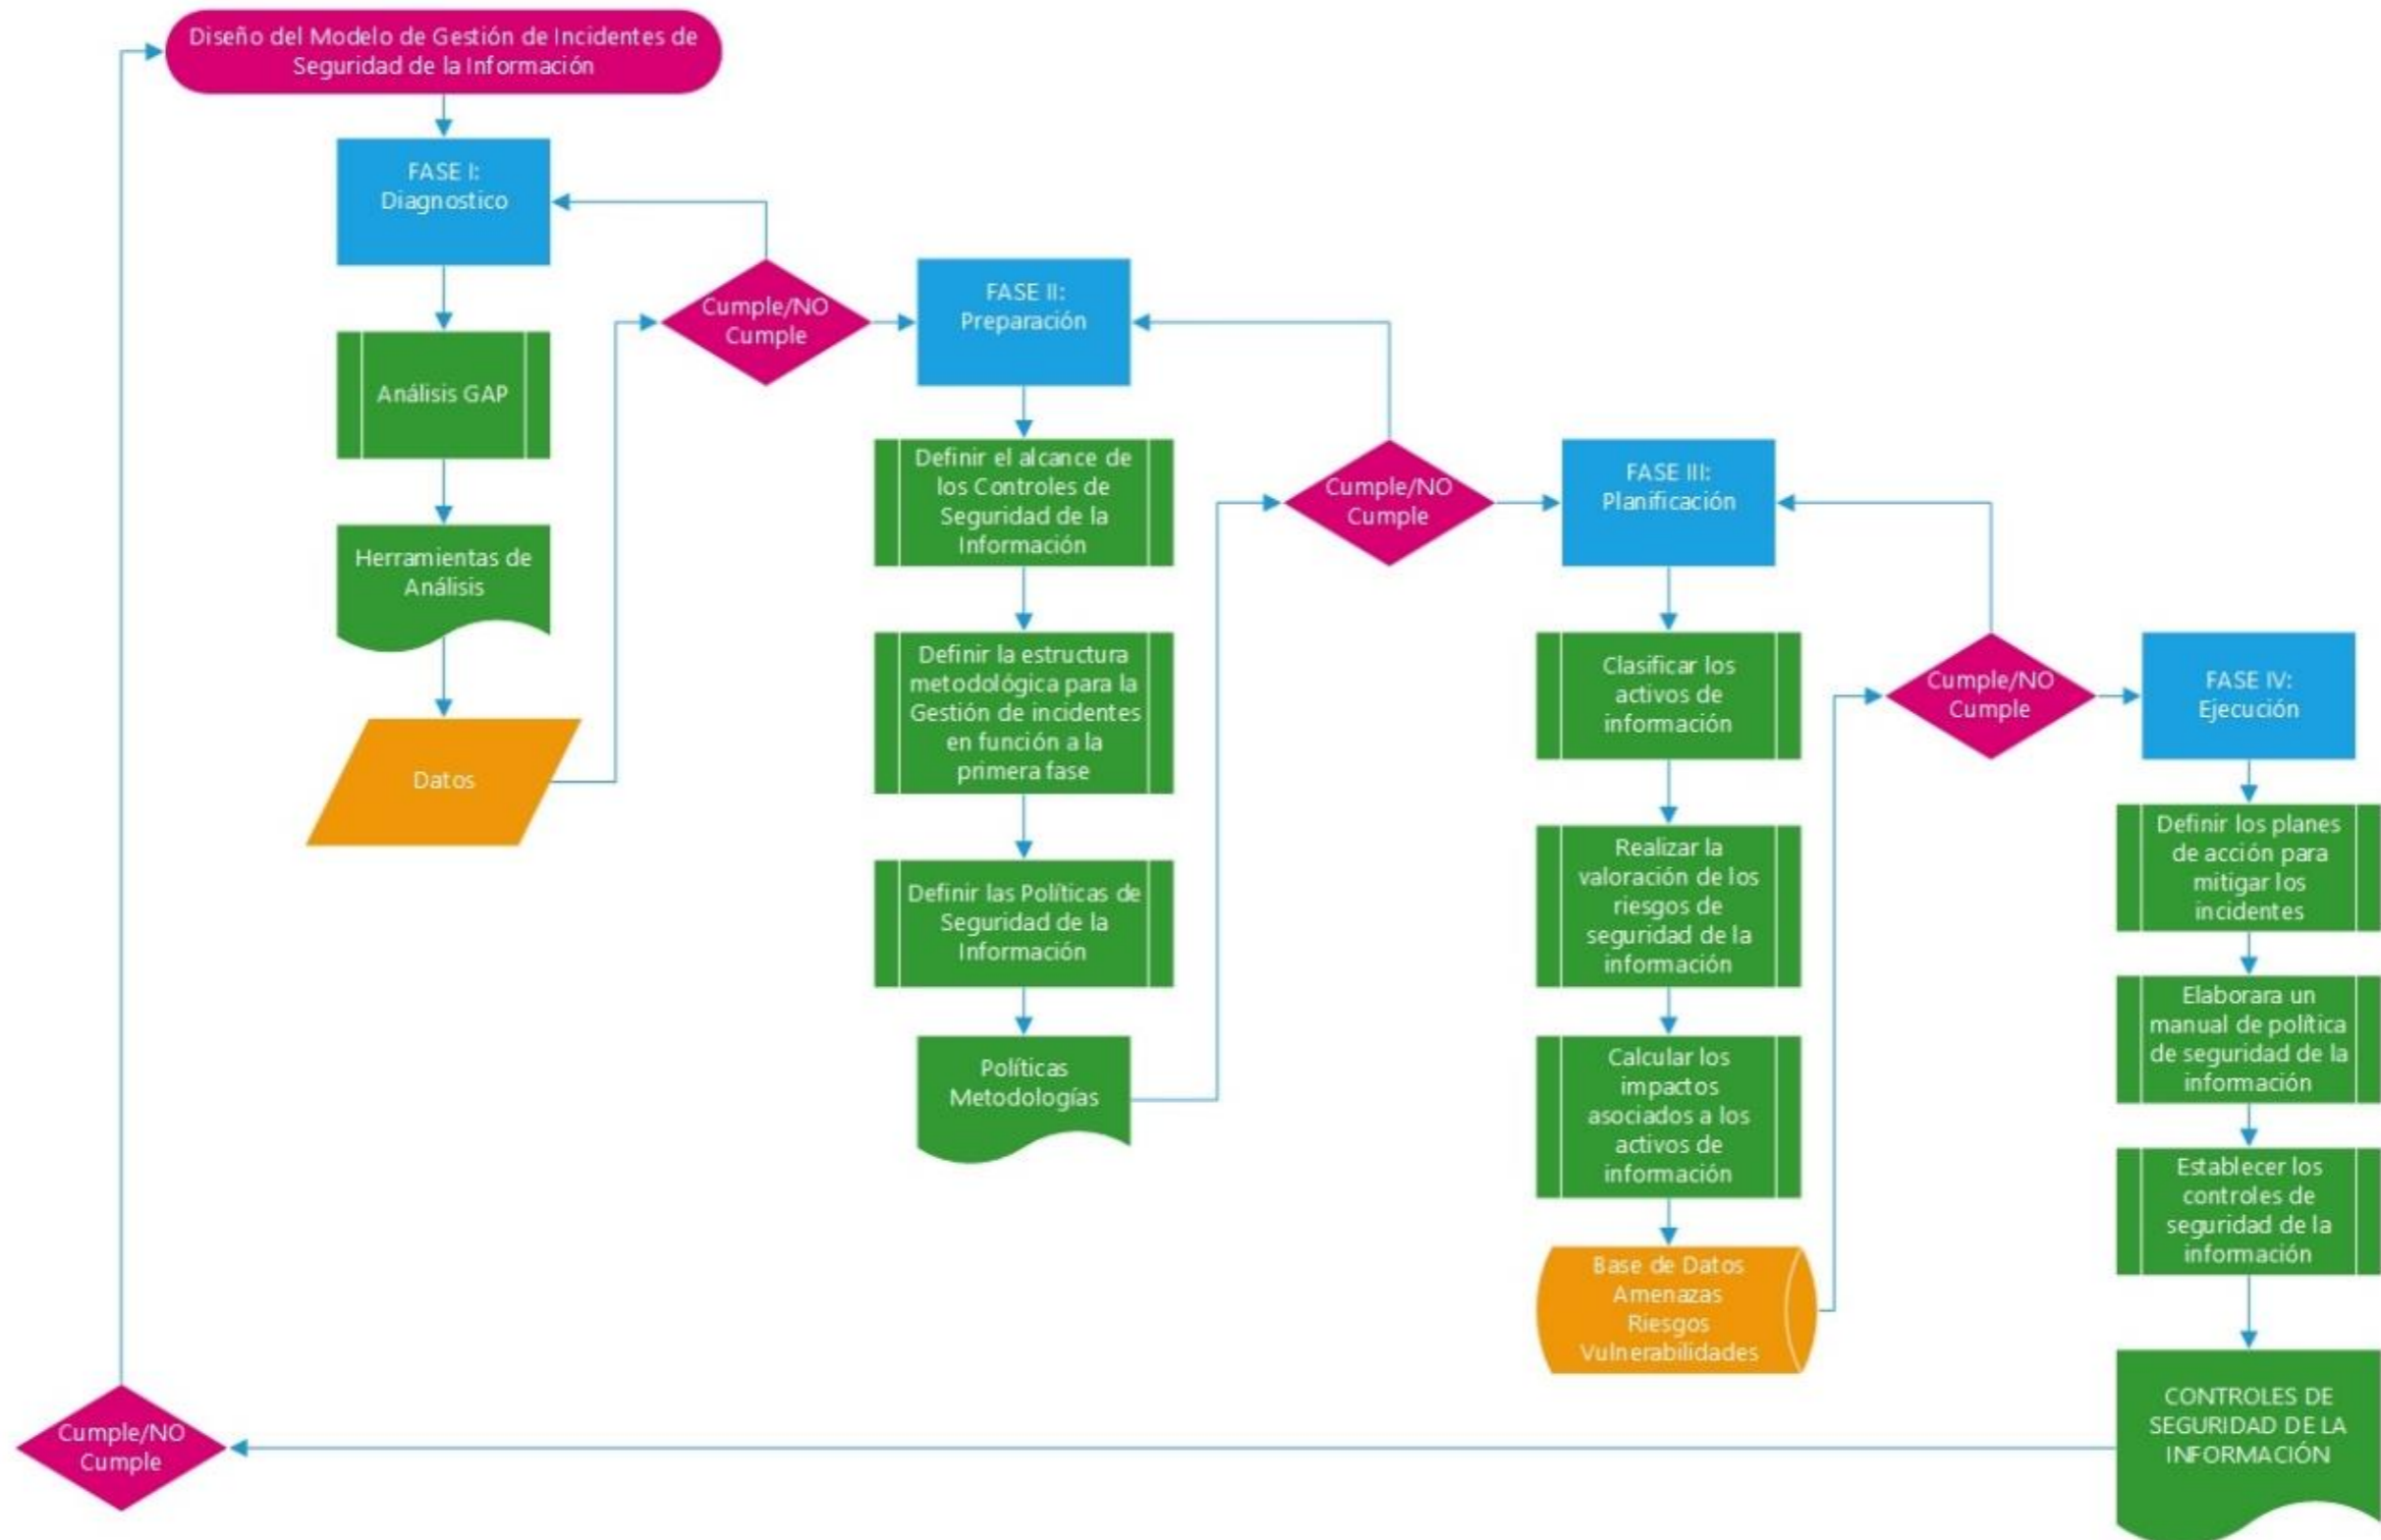 Diseño del Modelo de Gestión de Incidentes de
Seguridad de la Información
FASE I:
Diagnostico
Análisis GAP
Herramientas de
Análisis
Datos
Cumple/NO
Cumple
FASE II:
Preparación
Definir el alcance de
los Controles de
Seguridad de la
Información
Definir la estructura
metodológica para la
Gestión de incidentes
en función a la
primera fase
Definir las Políticas de
Seguridad de la
Información
Políticas
Metodologías
Cumple/NO
Cumple
FASE III:
Planificación
Clasificar los
activos de
información
Realizar la
valoración de los
riesgos de
seguridad de la
información
Calcular los
impactos
asociados a los
activos de
información
Base de Datos
Amenazas
Riesgos
Vulnerabilidades
Cumple/NO
Cumple
FASE IV:
Ejecución
Definir los planes
de acción para
mitigar los
incidentes
Elaborara un
manual de política
de seguridad de la
información
Establecer los
controles de
seguridad de la
información
CONTROLES DE
SEGURIDAD DE LA
INFORMACIÓN
Cumple/NO
Cumple